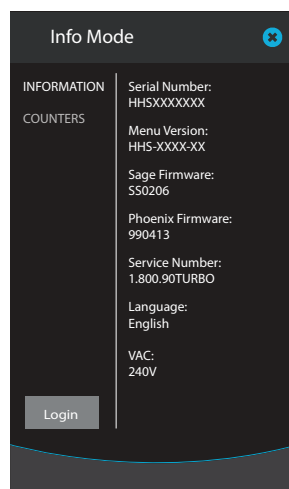 Info Mode
INFORMATION
COUNTERS
Serial Number:
HHSXXXXXXX
Menu Version:
HHS-XXXX-XX
Sage Firmware:
SS0206
Phoenix Firmware:
990413
Service Number:
1.800.90TURBO
Language:
English
VAC:
240V
Login